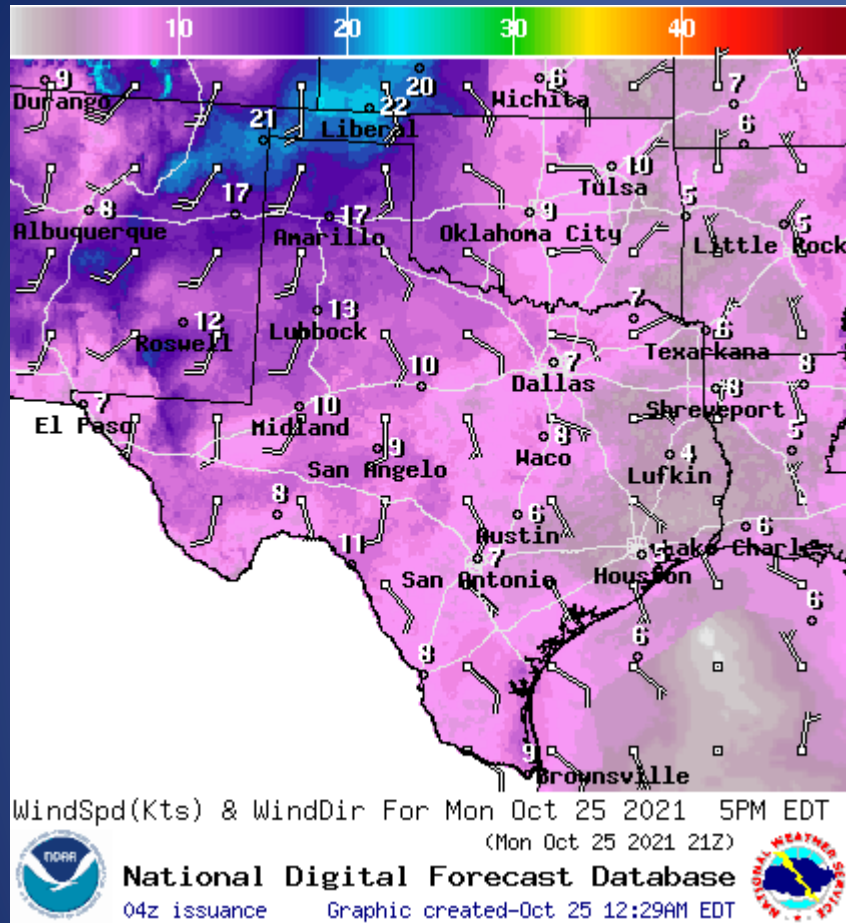 10 20 30 40
9 20 6 7
Durango Liberal 22 Wichita
21 6
10
Tulsa
8 17 17 9 5 5
Albuquerque Amarillo Oklahoma City Little Rock
12 13 7 6
Roswell Lubbock Texarkana
10 7 8 8
Dallas
7 10 Shreveport
El Paso Midland 8 5
9 Waco 4
San Angelo Lufkin
8 6 6
Austin Lake Charles
11 7 5
San Antonio Houston
6
8 6
9
Brownsville
WindSpd(Kts) & WindDir For Mon Oct 25 2021 5PM EDT
(Mon Oct 25 2021 21Z)
NOAA
National Digital Forecast Database
04z issuance Graphic created-Oct 25 12:29AM EDT
NATIONAL WEATHER SERVICE